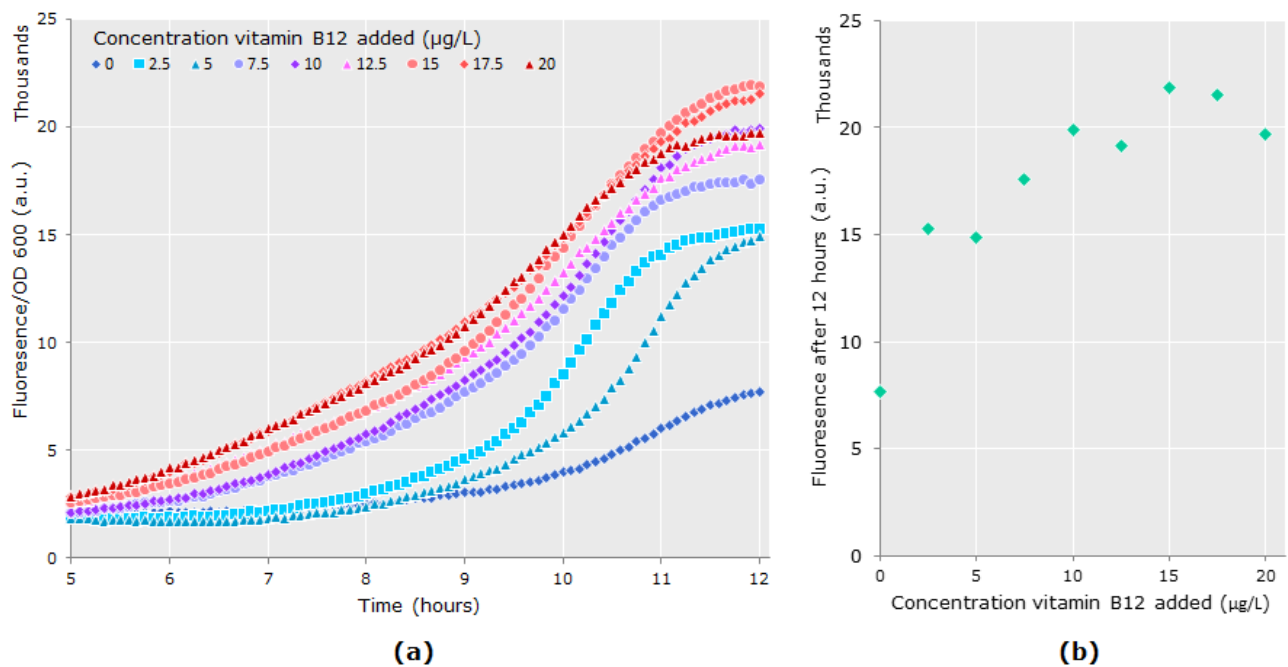 25
20
15
10
5
0
Thousands
Fluoresence/OD 600 (a.u.)
Concentration vitamin B12 added (µg/L)
0 2.5 5 7.5 10 12.5 15 17.5 20
5 6 7 8 9 10 11 12
Time (hours)
(a)
25
20
15
10
5
0
Thousands
Fluorescence after 12 hours (a.u.)
0 5 10 15 20
Concentration vitamin B12 added (µg/L)
(b)